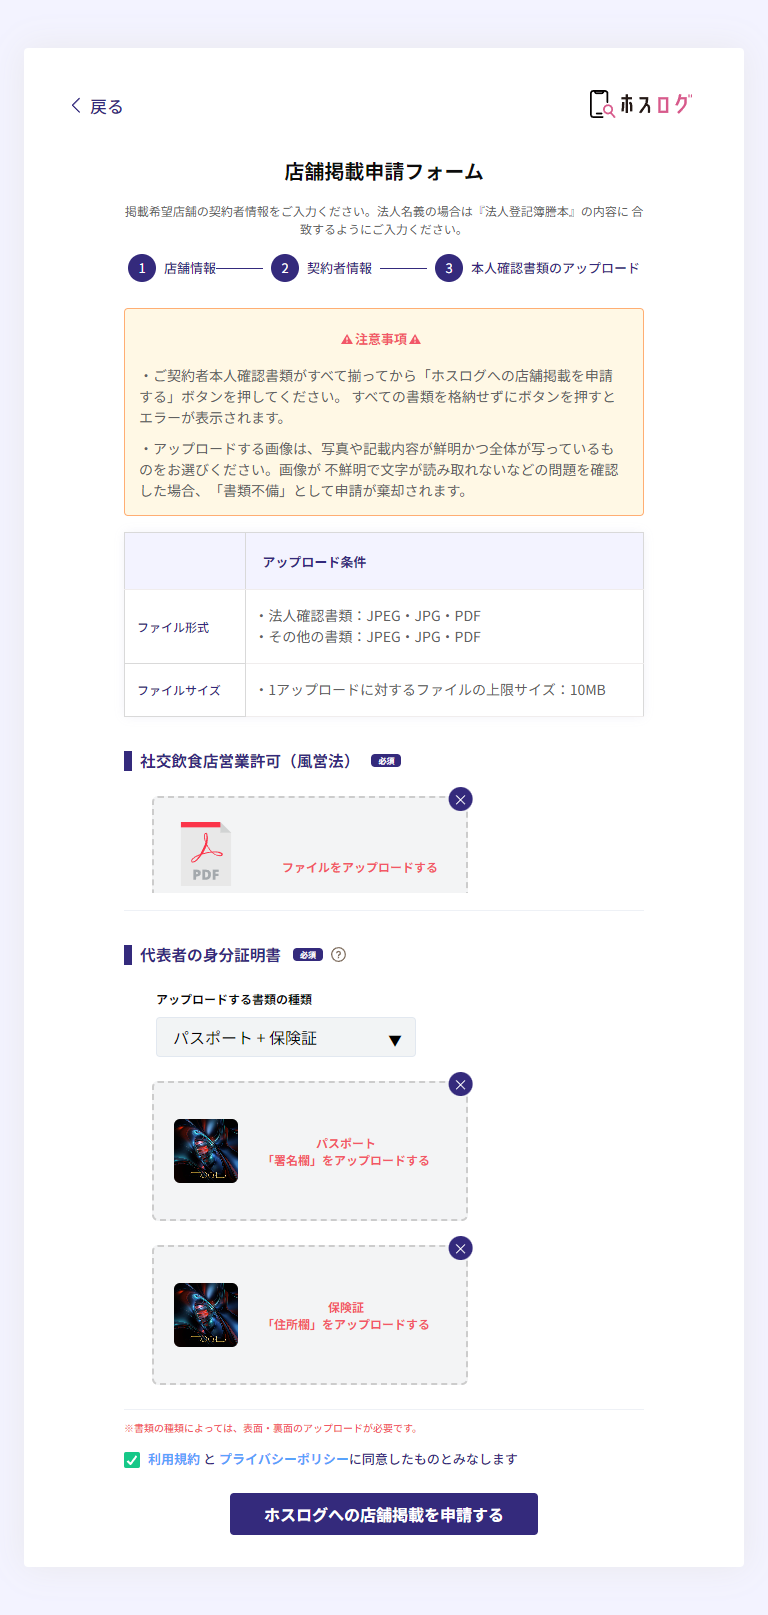 戻る
ホスログ
店舗掲載申請フォーム
掲載希望店舗の契約者情報をご入力ください。法人名義の場合は『法人登記簿謄本』の内容に 合
致するようにご入力ください。
1 店舗情報 2 契約者情報 3 本人確認書類のアップロード
注意事項
・ご契約者本人確認書類がすべて揃ってから「ホスログへの店舗掲載を申請
する」ボタンを押してください。 すべての書類を格納せずにボタンを押すと
エラーが表示されます。
・アップロードする画像は、写真や記載内容が鮮明かつ全体が写っているも
のをお選びください。画像が 不鮮明で文字が読み取れないなどの問題を確認
した場合、「書類不備」として申請が棄却されます。
アップロード条件
ファイル形式
・法人確認書類：JPEG・JPG・PDF
・その他の書類：JPEG・JPG・PDF
ファイルサイズ
・1アップロードに対するファイルの上限サイズ：10MB
社交飲食店営業許可（風営法） 必須
PDF
ファイルをアップロードする
代表者の身分証明書 必須 ?
アップロードする書類の種類
パスポート + 保険証 ▼
パスポート
「署名欄」をアップロードする
保険証
「住所欄」をアップロードする
※書類の種類によっては、表面・裏面のアップロードが必要です。
利用規約 と プライバシーポリシーに同意したものとみなします
ホスログへの店舗掲載を申請する